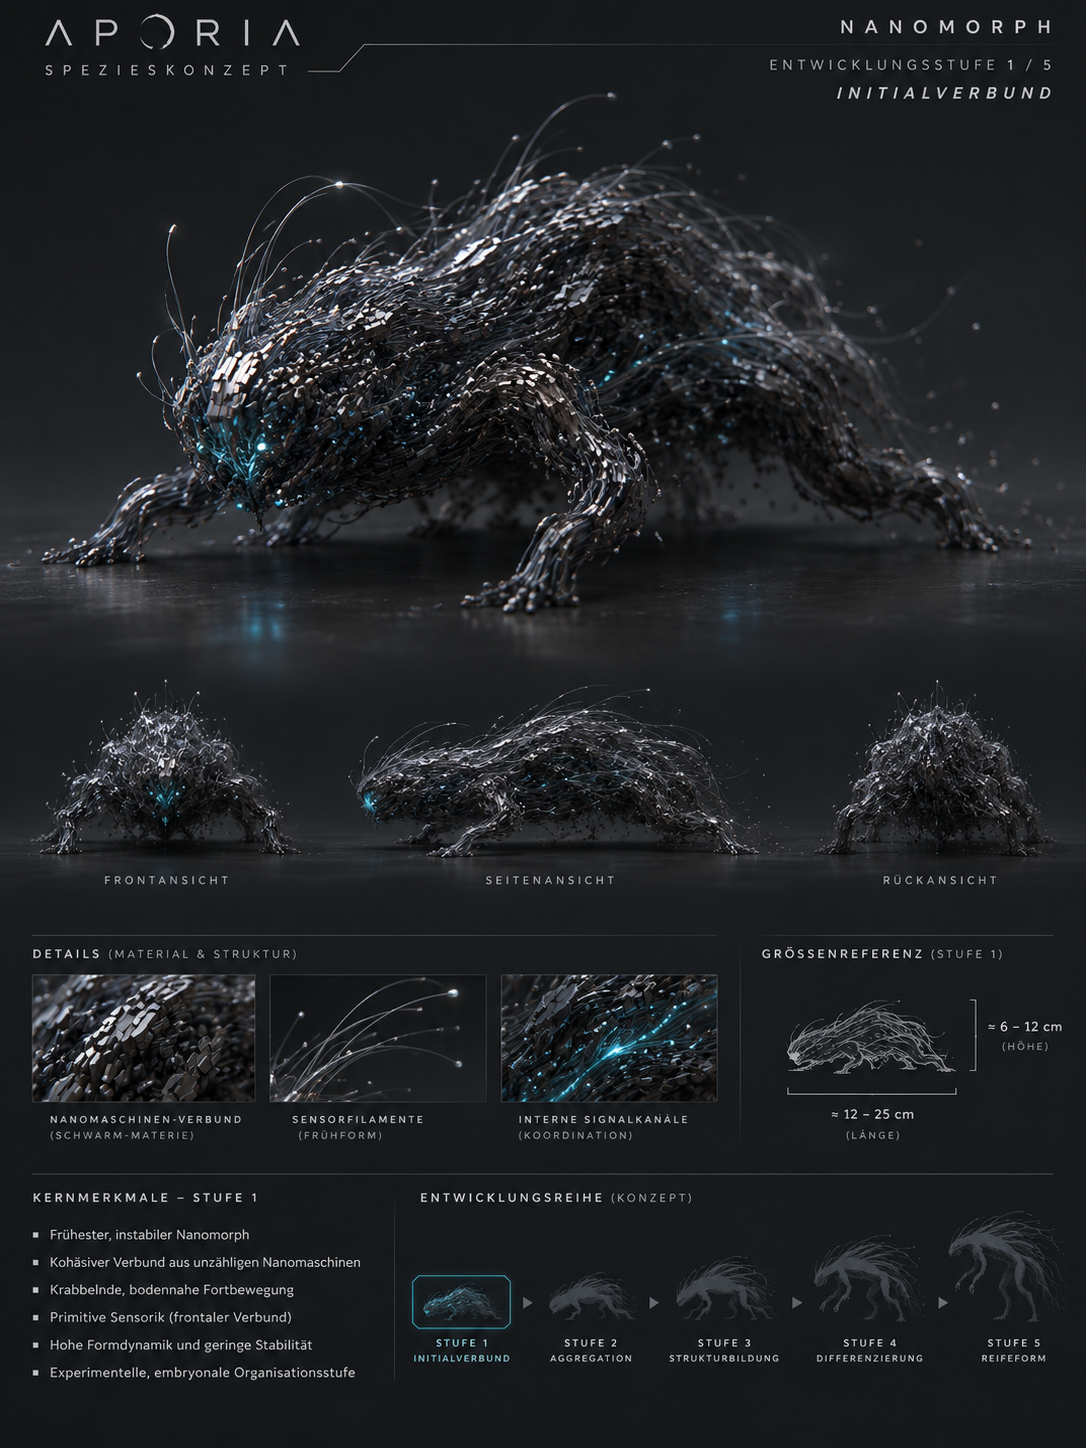 APORIA
SPEZIESKONZEPT
NANOMORPH
ENTWICKLUNGSSTUFE 1 / 5
INITIALVERBUND
FRONTANSICHT
SEITENANSICHT
RÜCKANSICHT
DETAILS (MATERIAL & STRUKTUR)
NANOMASCHINEN-VERBUND
(SCHWARM-MATERIE)
SENSORFILAMENTE
(FRÜHFORM)
INTERNE SIGNALKANÄLE
(KOORDINATION)
GRÖSSENREFERENZ (STUFE 1)
≈ 6 – 12 cm
(HÖHE)
≈ 12 – 25 cm
(LÄNGE)
KERNMERKMALE – STUFE 1
▪ Frühester, instabiler Nanomorph
▪ Kohäsiver Verbund aus unzähligen Nanomaschinen
▪ Krabbelnde, bodennahe Fortbewegung
▪ Primitive Sensorik (frontaler Verbund)
▪ Hohe Formdynamik und geringe Stabilität
▪ Experimentelle, embryonale Organisationsstufe
ENTWICKLUNGSREIHE (KONZEPT)
STUFE 1
INITIALVERBUND
STUFE 2
AGGREGATION
STUFE 3
STRUKTURBILDUNG
STUFE 4
DIFFERENZIERUNG
STUFE 5
REIFEFORM